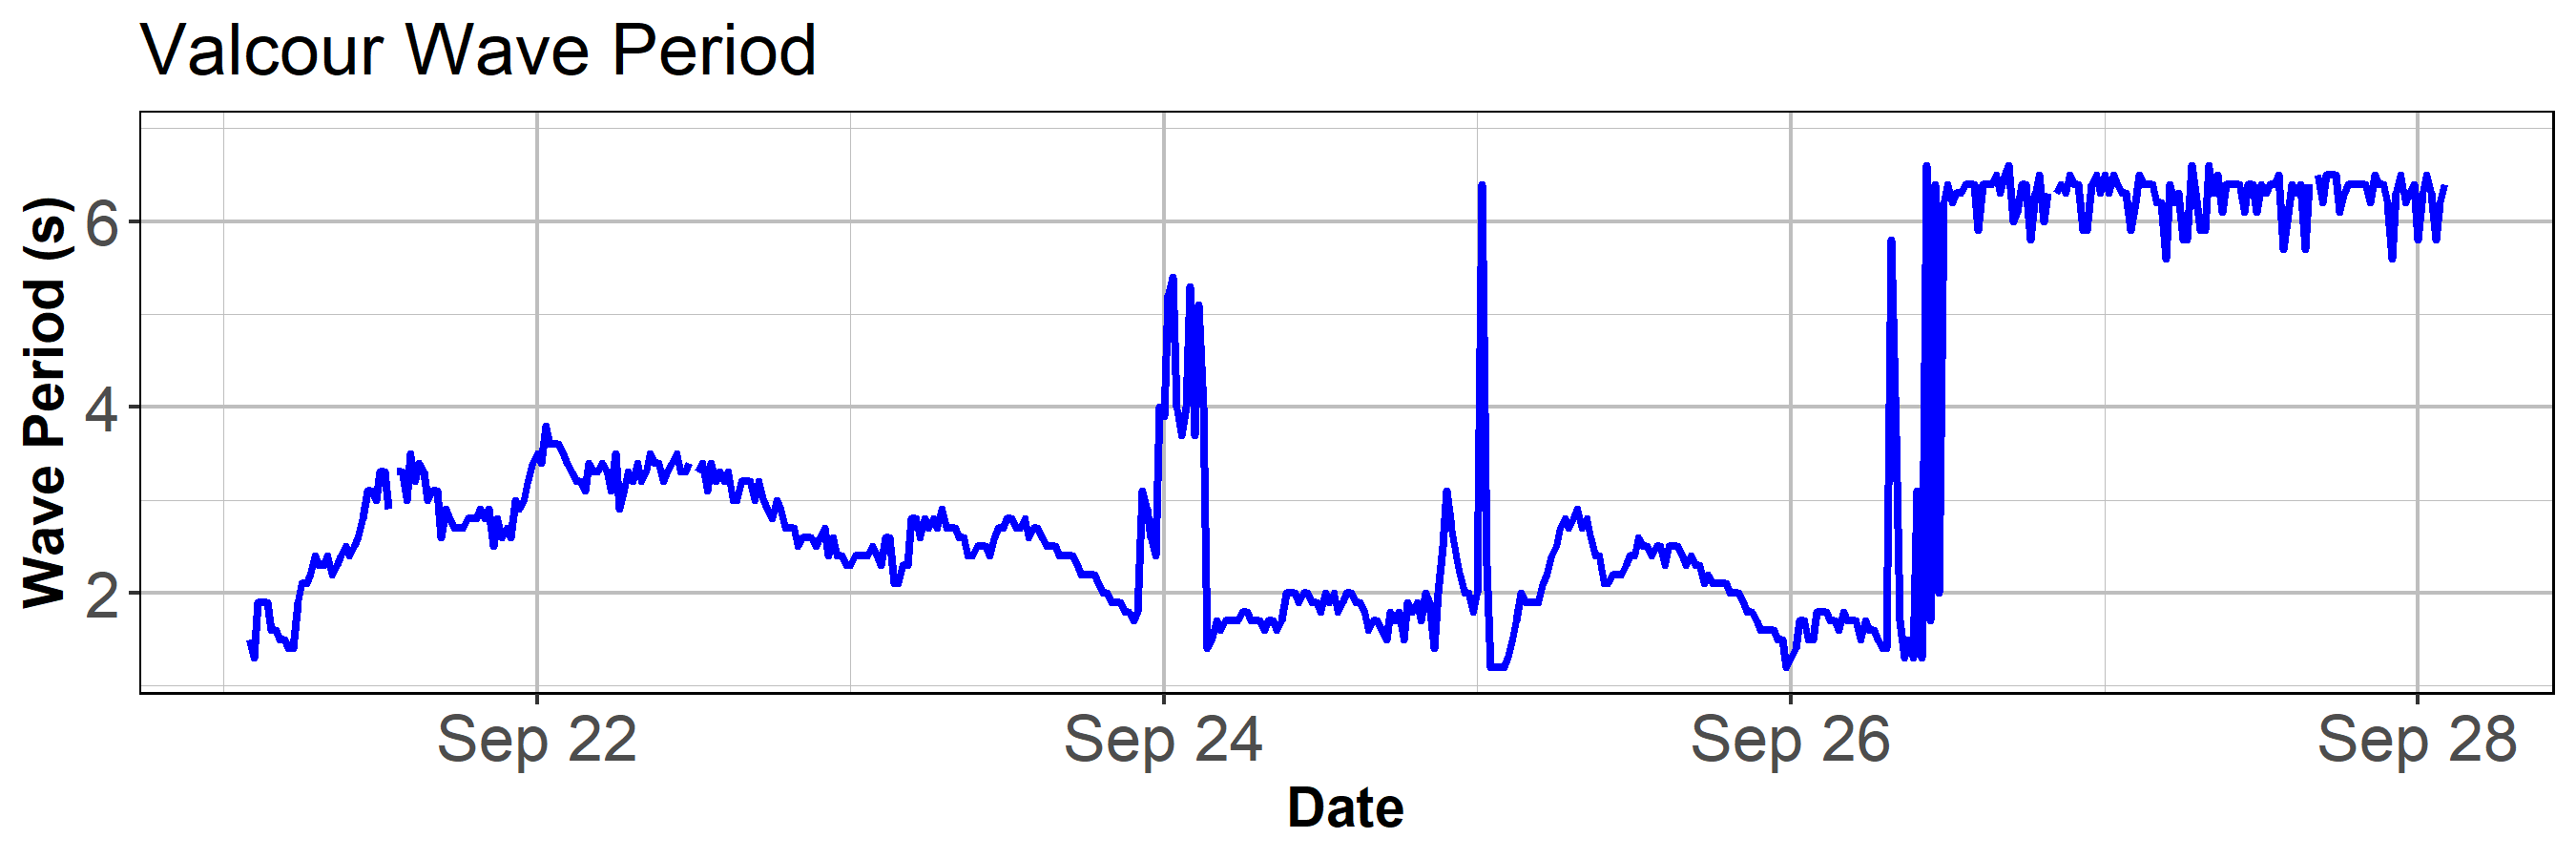 Valcour Wave Period
Wave Period (s)
6
4
2
Sep 22
Sep 24
Sep 26
Sep 28
Date